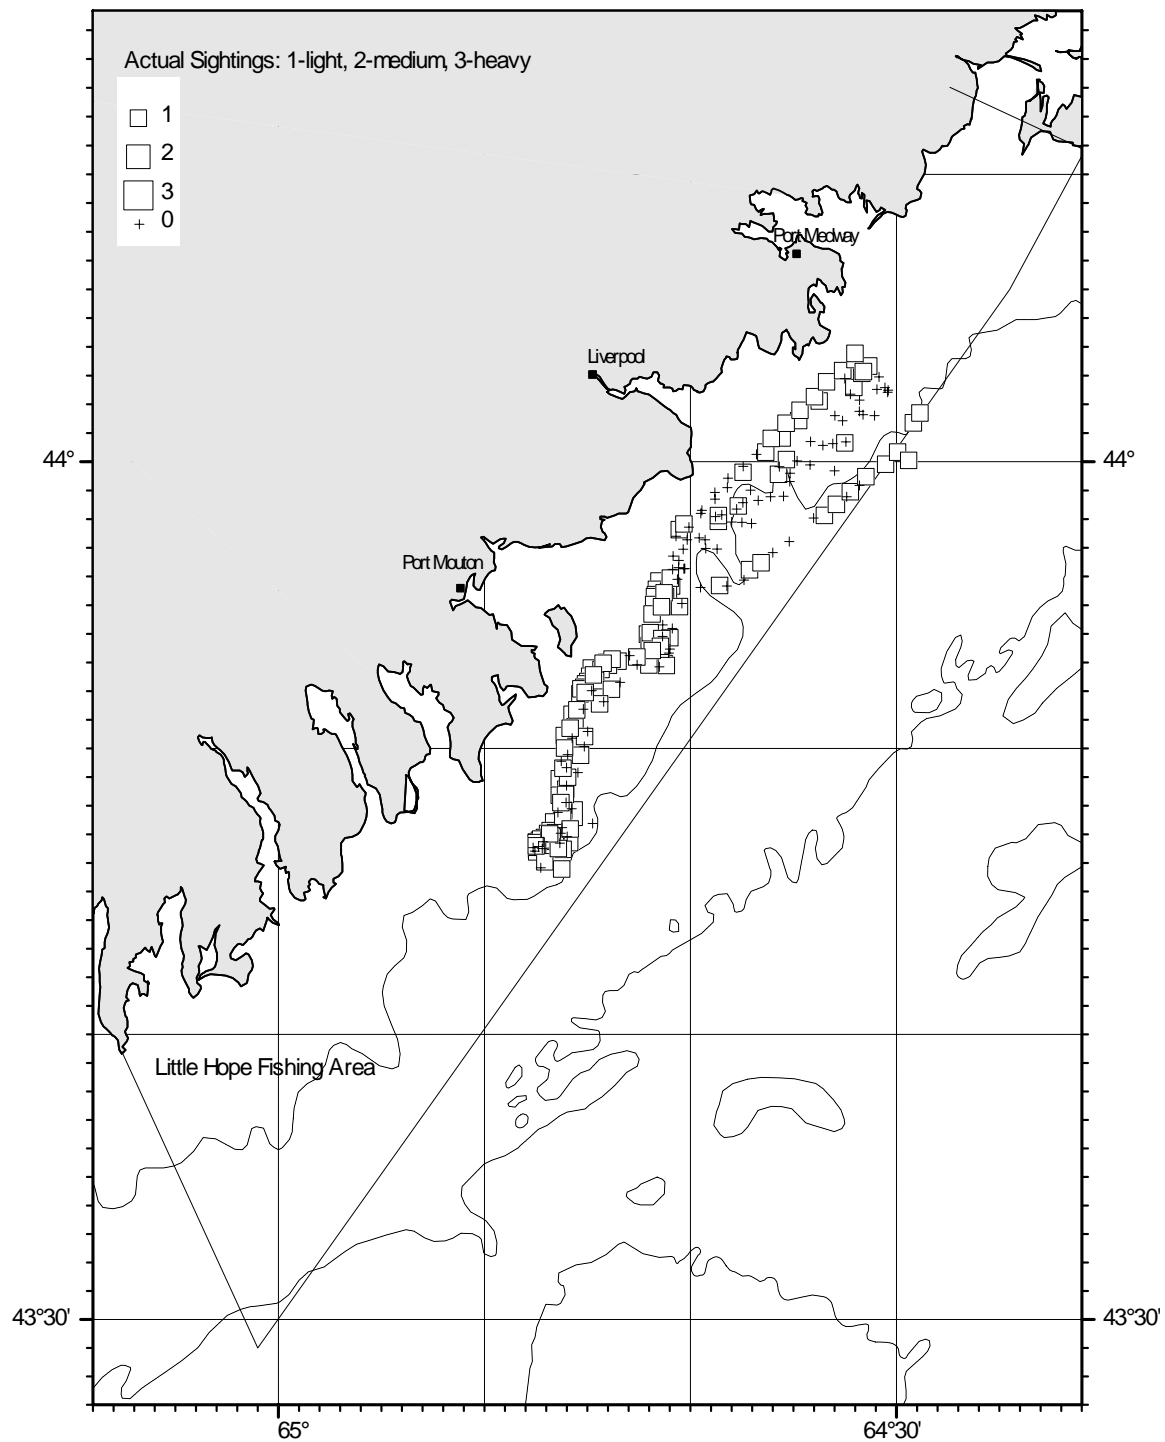 Actual Sightings: 1-light, 2-medium, 3-heavy
1
2
3
0
Port Medway
Liverpool
44°
44°
Port Mouton
Little Hope Fishing Area
43°30'
43°30'
65°
64°30'